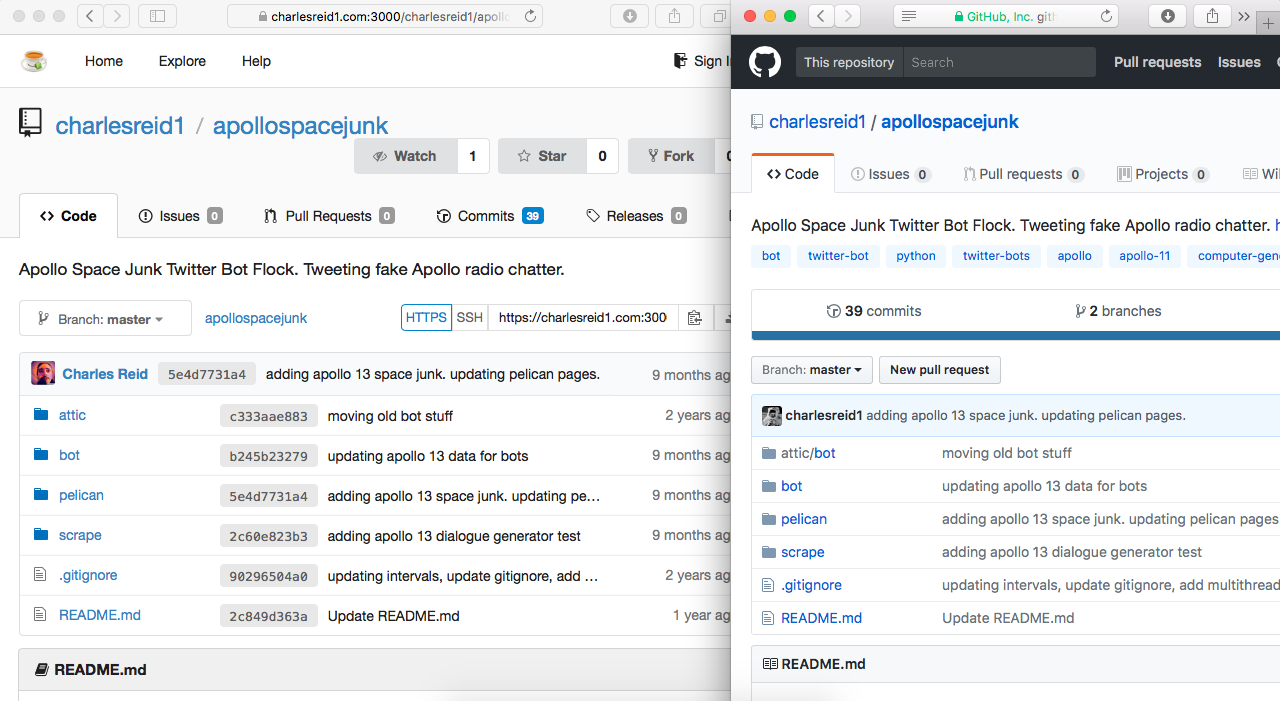 charlesreid1.com:3000/charlesreid1/apollo
Home Explore Help Sign I
charlesreid1 / apollospacejunk
Watch 1 Star 0 Fork 0
Code Issues 0 Pull Requests 0 Commits 39 Releases 0
Apollo Space Junk Twitter Bot Flock. Tweeting fake Apollo radio chatter.
Branch: master apollospacejunk HTTPS SSH https://charlesreid1.com:300
Charles Reid 5e4d7731a4 adding apollo 13 space junk. updating pelican pages. 9 months ag
attic c333aae883 moving old bot stuff 2 years ag
bot b245b23279 updating apollo 13 data for bots 9 months ag
pelican 5e4d7731a4 adding apollo 13 space junk. updating pe… 9 months ag
scrape 2c60e823b3 adding apollo 13 dialogue generator test 9 months ag
.gitignore 90296504a0 updating intervals, update gitignore, add … 2 years ag
README.md 2c849d363a Update README.md 1 year ag
README.md
GitHub, Inc. gith
This repository Search Pull requests Issues
charlesreid1 / apollospacejunk
Code Issues 0 Pull requests 0 Projects 0 Wi
Apollo Space Junk Twitter Bot Flock. Tweeting fake Apollo radio chatter. h
bot twitter-bot python twitter-bots apollo apollo-11 computer-gene
39 commits 2 branches
Branch: master New pull request
charlesreid1 adding apollo 13 space junk. updating pelican pages.
attic/bot moving old bot stuff
bot updating apollo 13 data for bots
pelican adding apollo 13 space junk. updating pelican pages
scrape adding apollo 13 dialogue generator test
.gitignore updating intervals, update gitignore, add multithread
README.md Update README.md
README.md